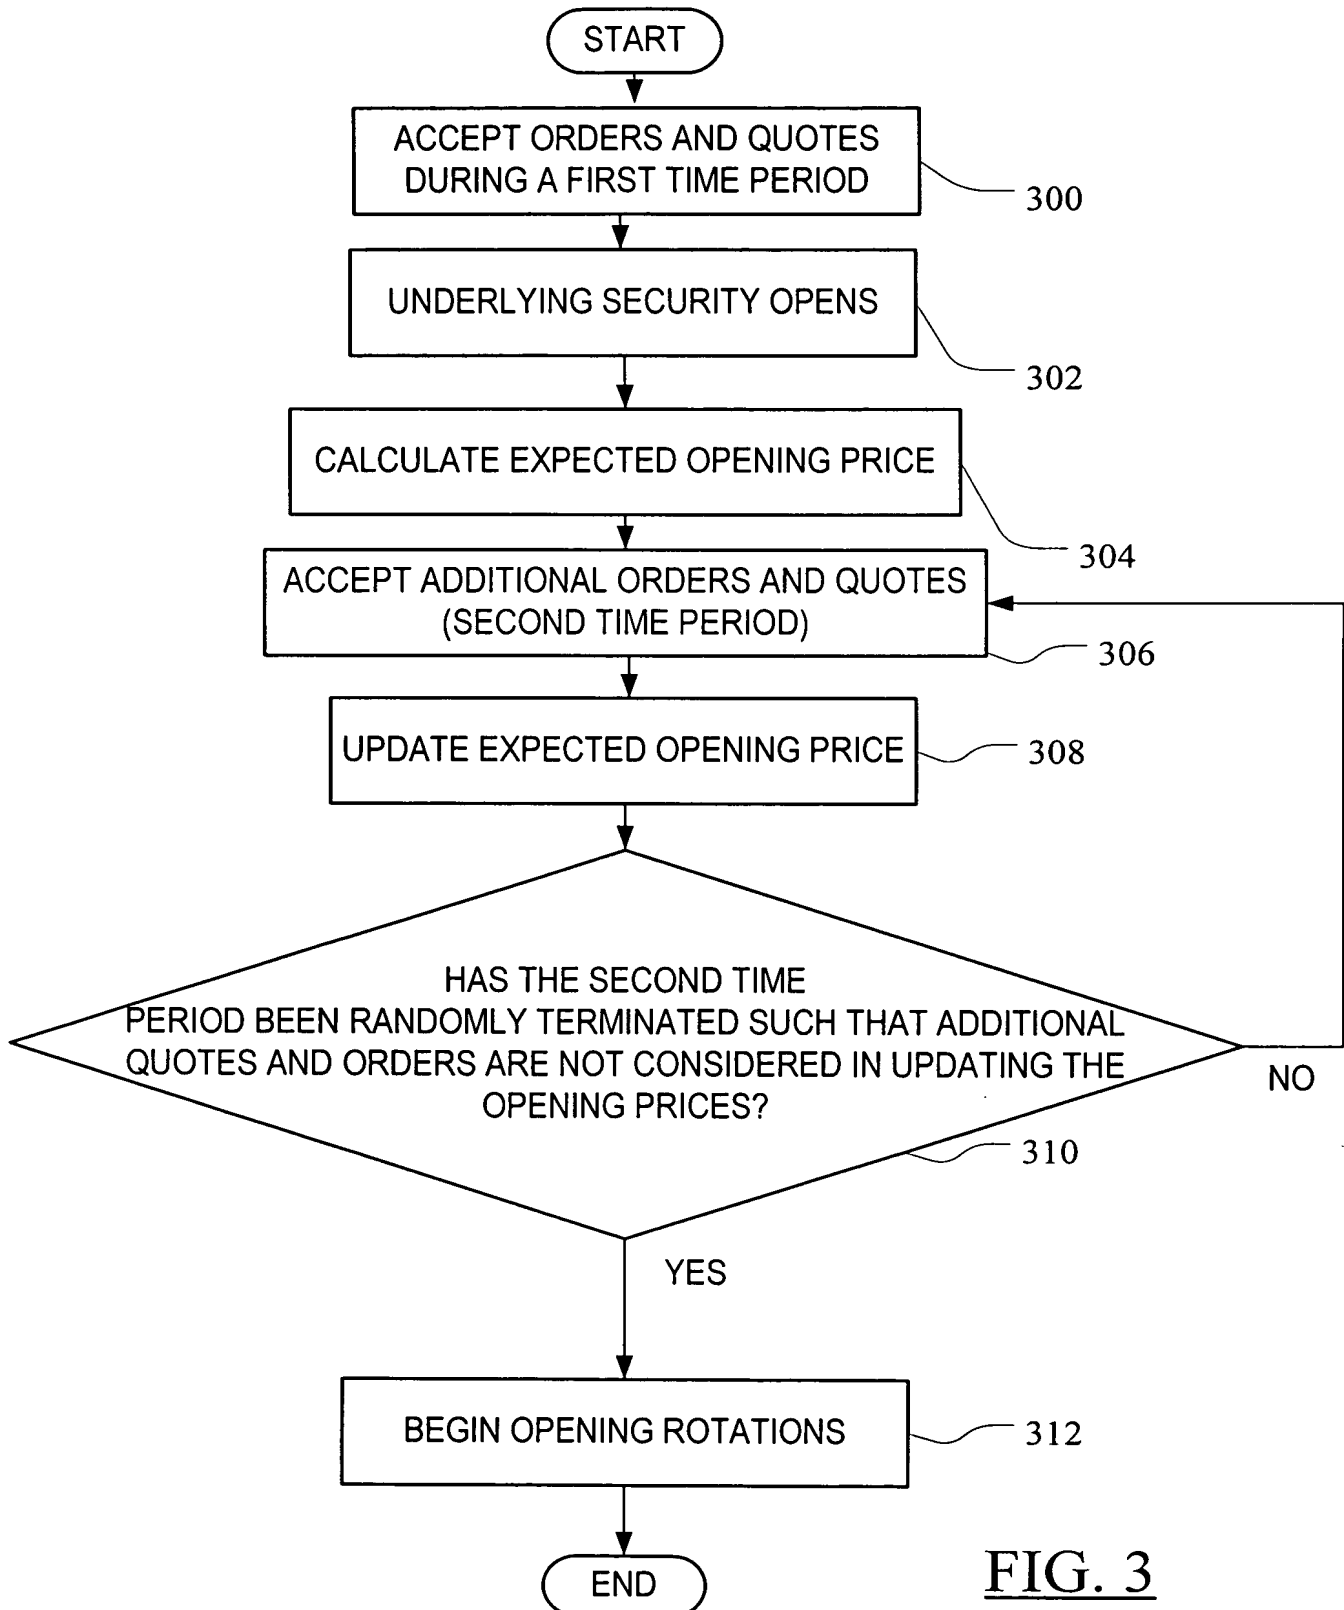 START
ACCEPT ORDERS AND QUOTES
DURING A FIRST TIME PERIOD
300
UNDERLYING SECURITY OPENS
302
CALCULATE EXPECTED OPENING PRICE
304
ACCEPT ADDITIONAL ORDERS AND QUOTES
(SECOND TIME PERIOD)
306
UPDATE EXPECTED OPENING PRICE
308
HAS THE SECOND TIME
PERIOD BEEN RANDOMLY TERMINATED SUCH THAT ADDITIONAL
QUOTES AND ORDERS ARE NOT CONSIDERED IN UPDATING THE
OPENING PRICES?
NO
310
YES
BEGIN OPENING ROTATIONS
312
END
FIG. 3